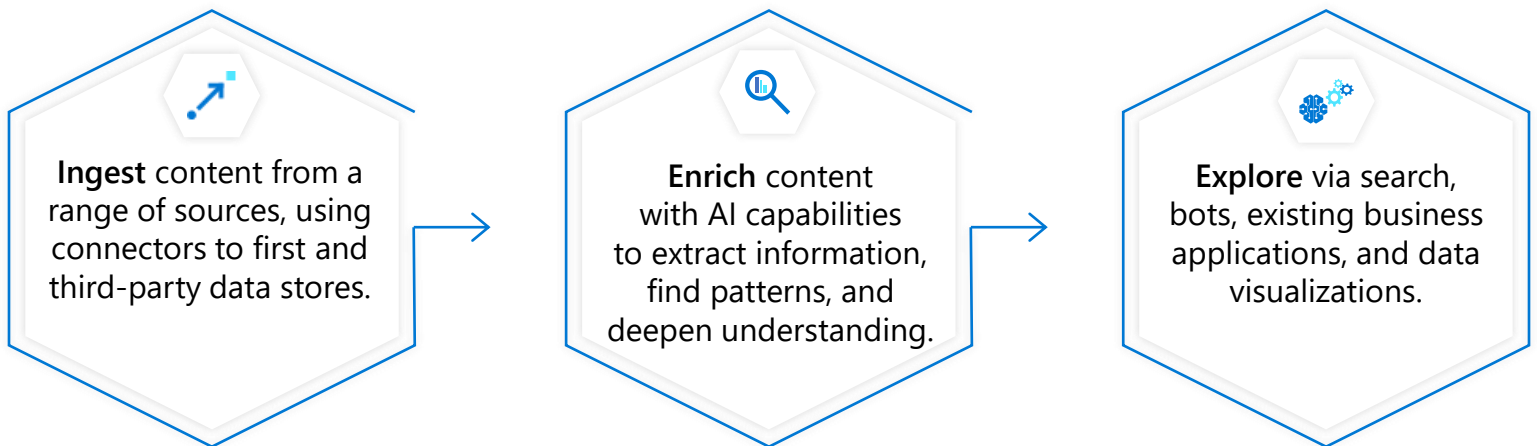 Ingest content from a
range of sources, using
connectors to first and
third-party data stores.
Enrich content
with AI capabilities
to extract information,
find patterns, and
deepen understanding.
Explore via search,
bots, existing business
applications, and data
visualizations.